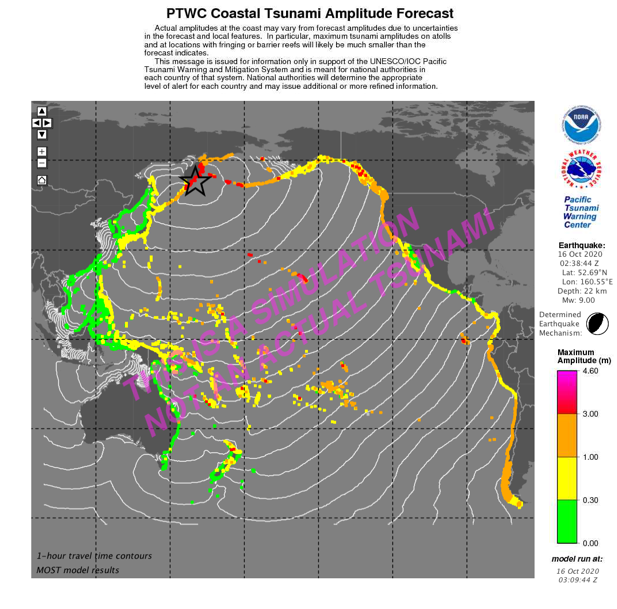 PTWC Coastal Tsunami Amplitude Forecast
Actual amplitudes at the coast may vary from forecast amplitudes due to uncertainties
in the forecast and local features. In particular, maximum tsunami amplitudes on atolls
and at locations with fringing or barrier reefs will likely be much smaller than the
forecast indicates.
This message is issued for information only in support of the UNESCO/IOC Pacific
Tsunami Warning and Mitigation System and is meant for national authorities in
each country of that system. National authorities will determine the appropriate
level of alert for each country and may issue additional or more refined information.
THIS IS A SIMULATION
NOT AN ACTUAL TSUNAMI
1-hour travel time contours
MOST model results
NOAA
NATIONAL WEATHER SERVICE
Pacific
Tsunami
Warning
Center
Earthquake:
16 Oct 2020
02:38:44 Z
Lat: 52.69°N
Lon: 160.55°E
Depth: 22 km
Mw: 9.00
Determined
Earthquake
Mechanism:
Maximum
Amplitude (m)
4.60
3.00
1.00
0.30
0.00
model run at:
16 Oct 2020
03:09:44 Z